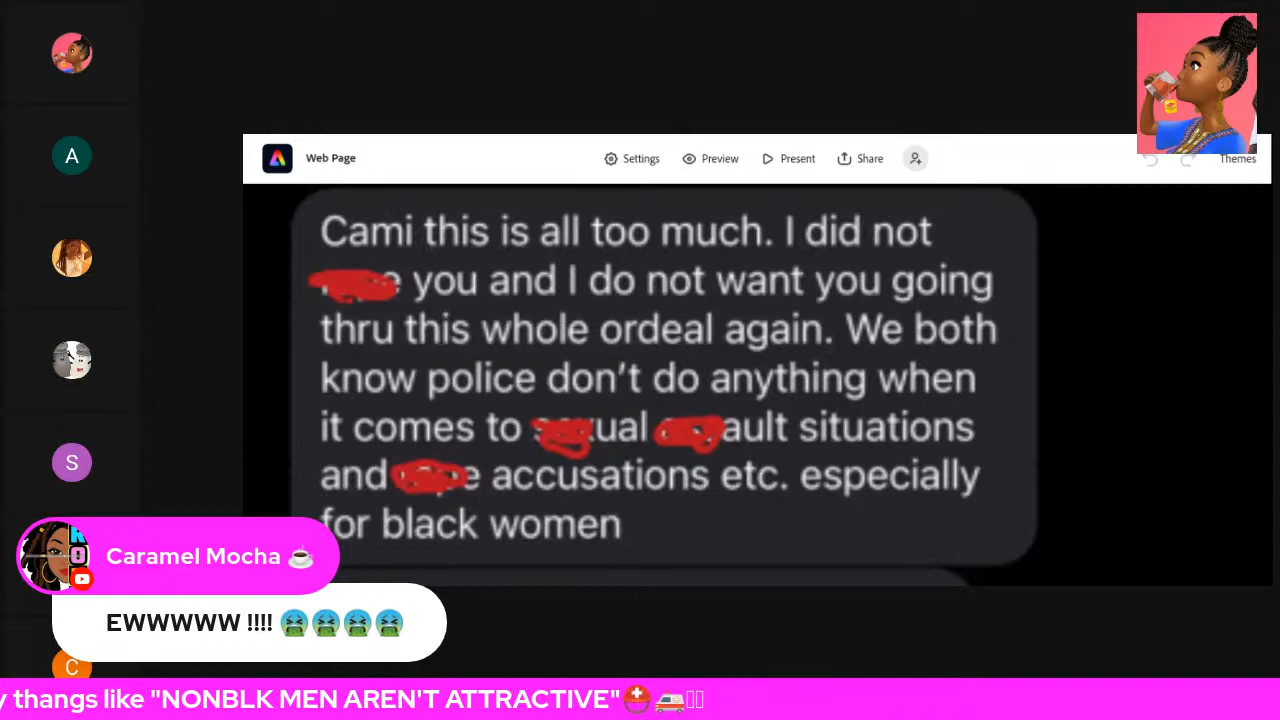 A
Web Page
Settings
Preview
Present
Share
Themes
Cami this is all too much. I did not
you and I do not want you going
thru this whole ordeal again. We both
know police don't do anything when
it comes to ual ault situations
and accusations etc. especially
for black women
S
Caramel Mocha ☕
EWWWWW !!!! 🤮🤮🤮🤮
C
y thangs like "NONBLK MEN AREN'T ATTRACTIVE"⛑️🚑